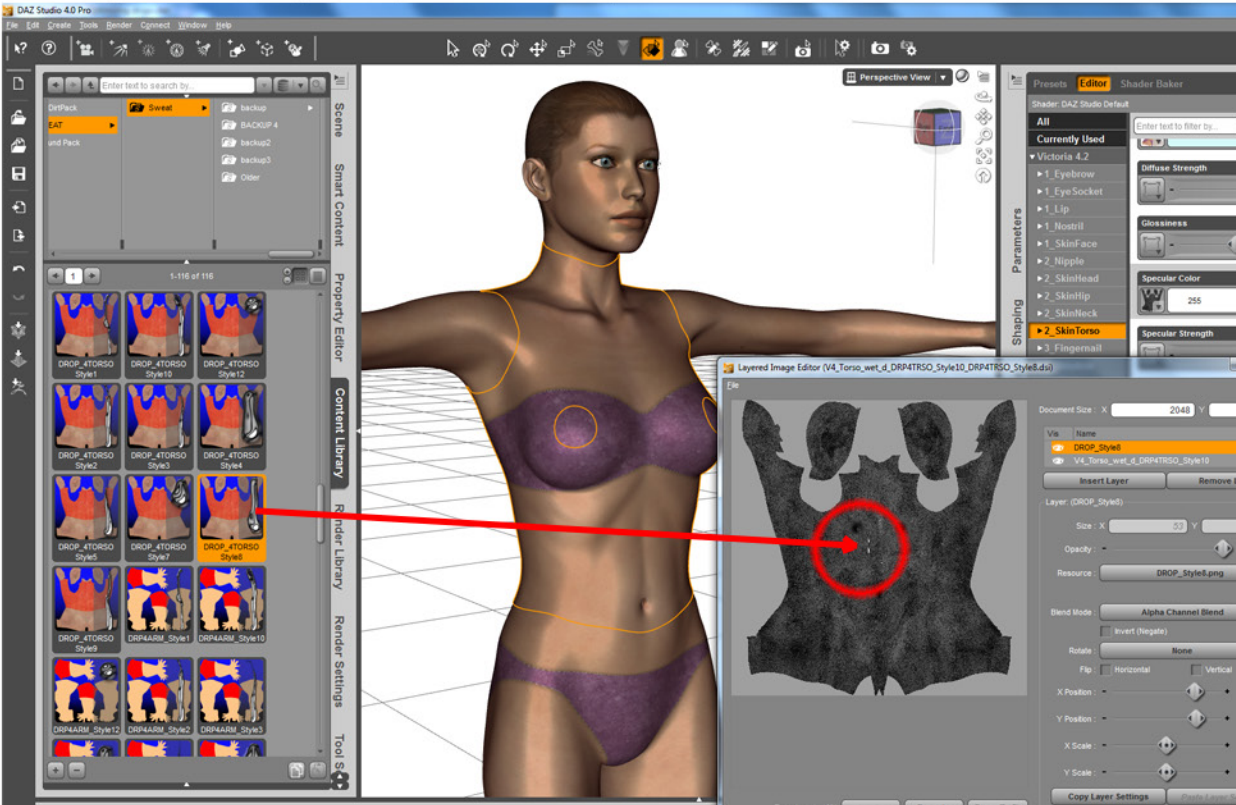 DAZ Studio 4.0 Pro
File Edit Create Tools Render Connect Window Help
Enter text to search by...
DirtPack
EAT
und Pack
Sweat
backup
BACKUP 4
backup2
backup3
Older
1
1-116 of 116
DROP_4TORSO Style1
DROP_4TORSO Style10
DROP_4TORSO Style12
DROP_4TORSO Style2
DROP_4TORSO Style3
DROP_4TORSO Style4
DROP_4TORSO Style5
DROP_4TORSO Style7
DROP_4TORSO Style8
DROP_4TORSO Style9
DRP4ARM_Style1
DRP4ARM_Style10
DRP4ARM_Style12
DRP4ARM_Style2
DRP4ARM_Style3
Scene
Smart Content
Property Editor
Content Library
Render Library
Render Settings
Tool S
Perspective View
Parameters
Shaping
Presets Editor Shader Baker
Shader: DAZ Studio Default
All
Currently Used
Victoria 4.2
1_Eyebrow
1_EyeSocket
1_Lip
1_Nostril
1_SkinFace
2_Nipple
2_SkinHead
2_SkinHip
2_SkinNeck
2_SkinTorso
3_Fingernail
Enter text to filter by...
Diffuse Strength
Glossiness
Specular Color
255
Specular Strength
Layered Image Editor (V4_Torso_wet_d_DRP4TRSO_Style10_DRP4TRSO_Style8.dsi)
File
Document Size : X 2048 Y
Vis Name
DROP_Style8
V4_Torso_wet_d_DRP4TRSO_Style10
Insert Layer Remove
Layer: (DROP_Style8)
Size : X 53 Y
Opacity :
Resource : DROP_Style8.png
Blend Mode : Alpha Channel Blend
Invert (Negate)
Rotate : None
Flip : Horizontal Vertical
X Position :
Y Position :
X Scale :
Y Scale :
Copy Layer Settings Paste Layer S